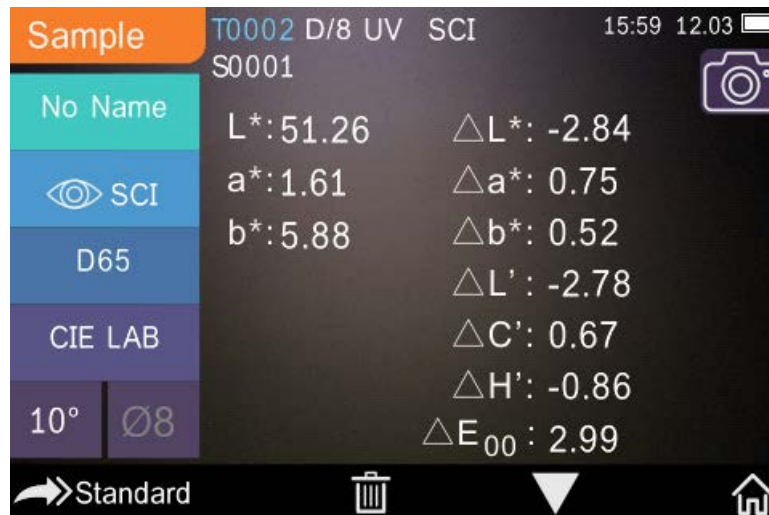 Sample
T0002 D/8 UV SCI
15:59 12.03
S0001
No Name
SCI
D65
CIE LAB
10° Ø8
L*:51.26
a*:1.61
b*:5.88
△L*: -2.84
△a*: 0.75
△b*: 0.52
△L’: -2.78
△C’: 0.67
△H’: -0.86
△E00: 2.99
Standard